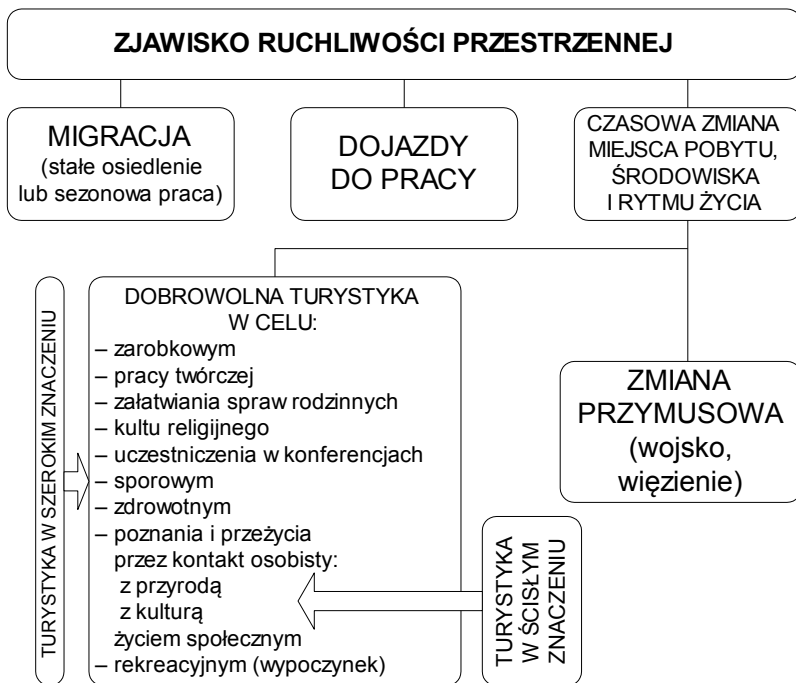 ZJAWISKO RUCHLIWOŚCI PRZESTRZENNEJ
MIGRACJA
(stałe osiedlenie
lub sezonowa praca)
DOJAZDY
DO PRACY
CZASOWA ZMIANA
MIEJSCA POBYTU,
ŚRODOWISKA
I RYTMU ŻYCIA
TURYSTYKA W SZEROKIM ZNACZENIU
DOBROWOLNA TURYSTYKA
W CELU:
– zarobkowym
– pracy twórczej
– załatwiania spraw rodzinnych
– kultu religijnego
– uczestniczenia w konferencjach
– sporowym
– zdrowotnym
– poznania i przeżycia
przez kontakt osobisty:
z przyrodą
z kulturą
życiem społecznym
– rekreacyjnym (wypoczynek)
TURYSTYKA
W ŚCISŁYM
ZNACZENIU
ZMIANA
PRZYMUSOWA
(wojsko,
więzienie)